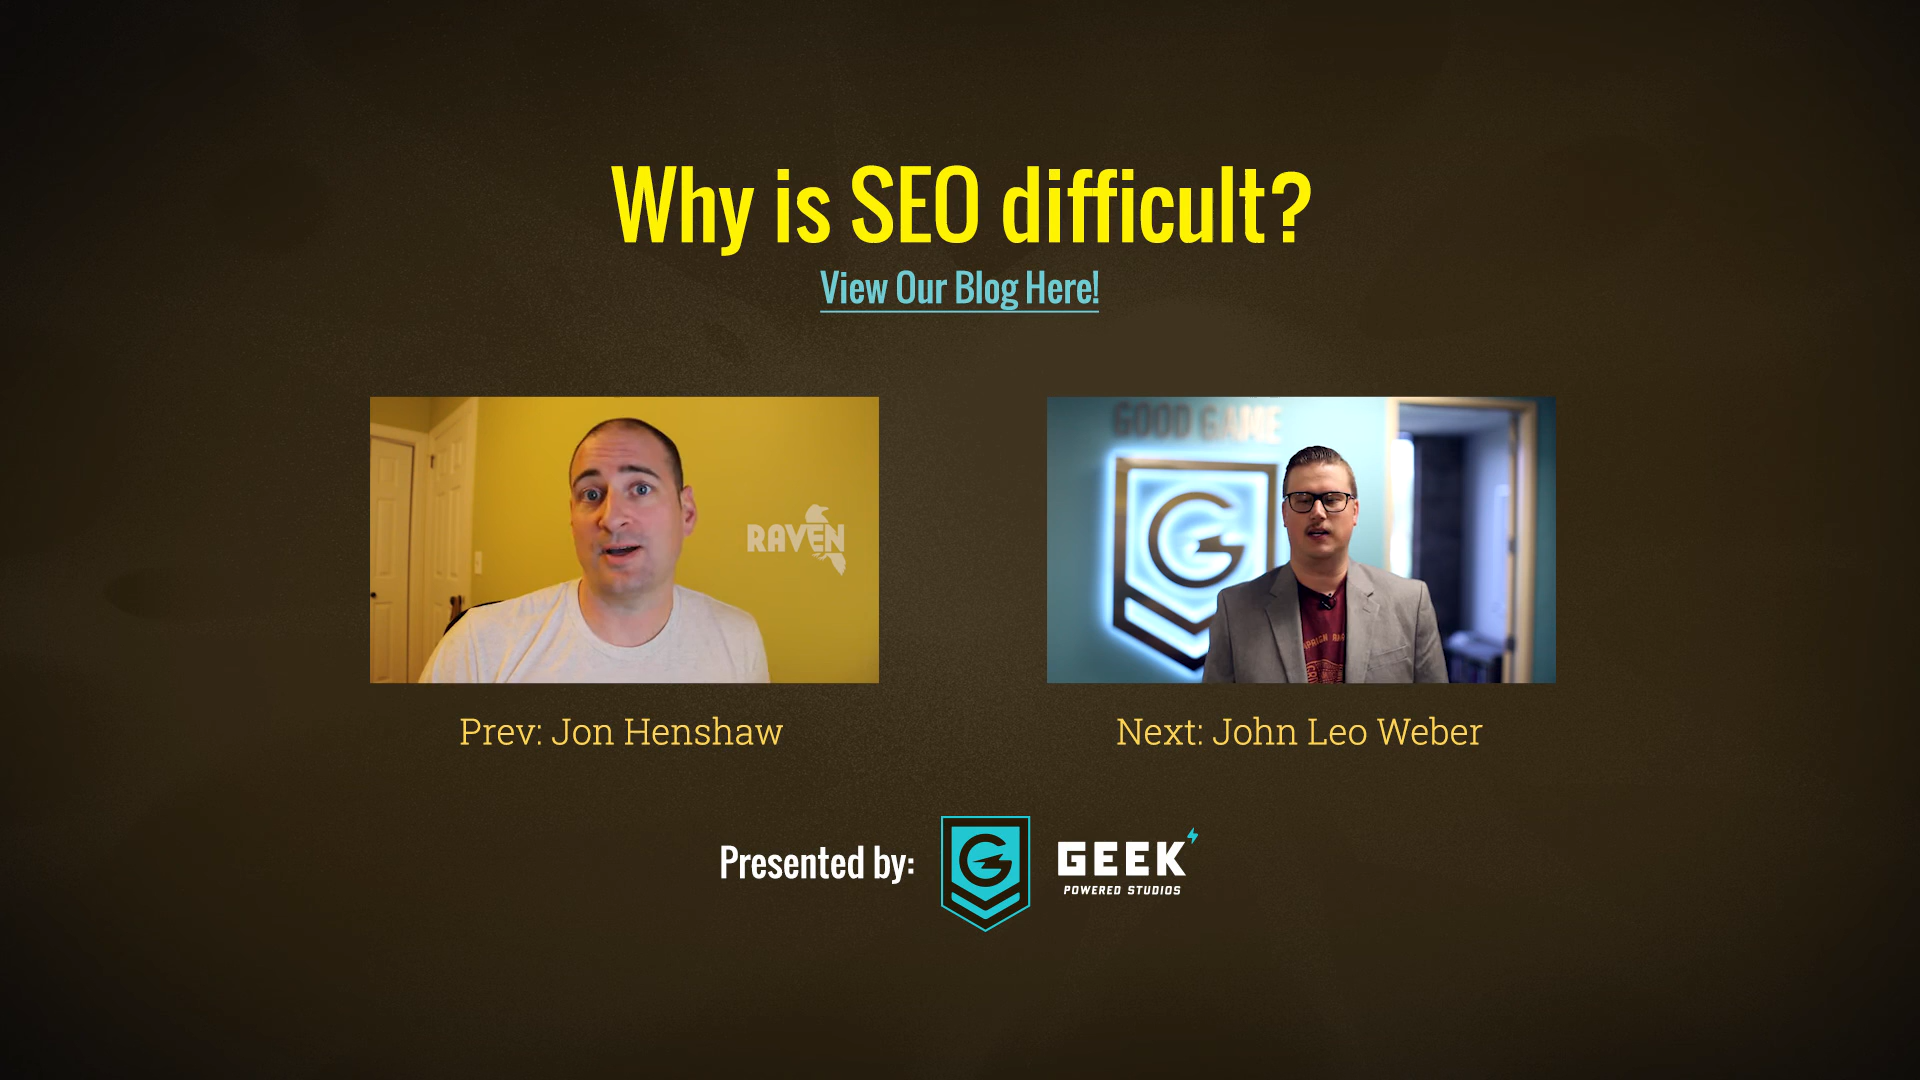 Why is SEO difficult?
View Our Blog Here!
RAVEN
GOOD GAME
G
Prev: Jon Henshaw
Next: John Leo Weber
Presented by:
G
GEEK
POWERED STUDIOS